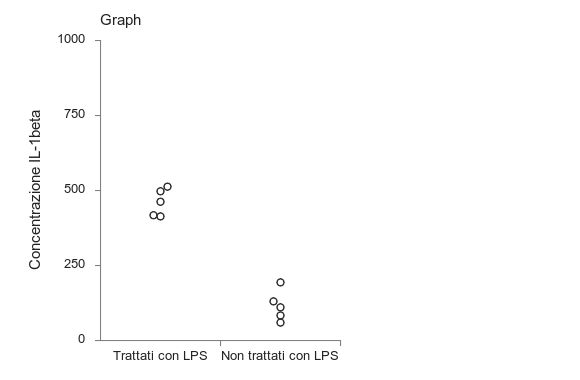 Graph
1000
750
500
250
0
Concentrazione IL-1beta
Trattati con LPS
Non trattati con LPS